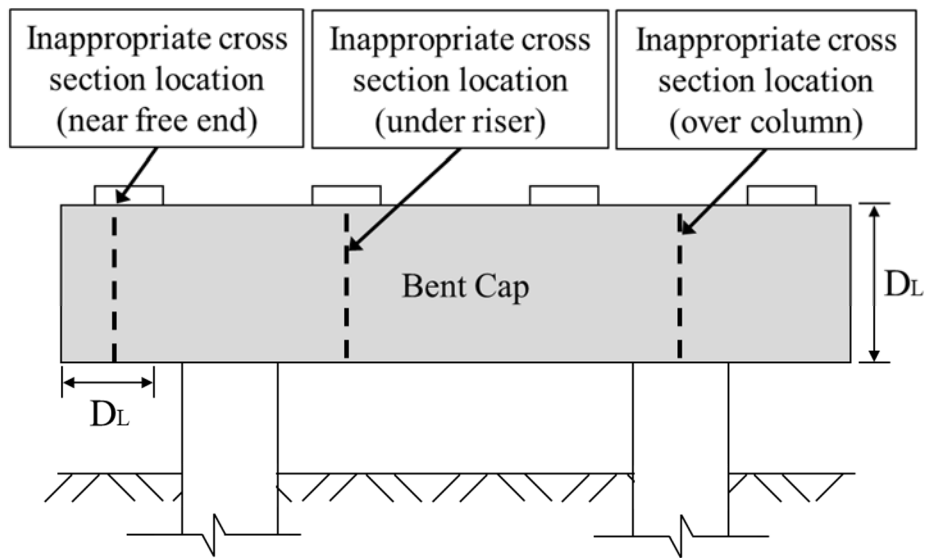 Inappropriate cross
section location
(near free end)
Inappropriate cross
section location
(under riser)
Inappropriate cross
section location
(over column)
Bent Cap
DL
DL